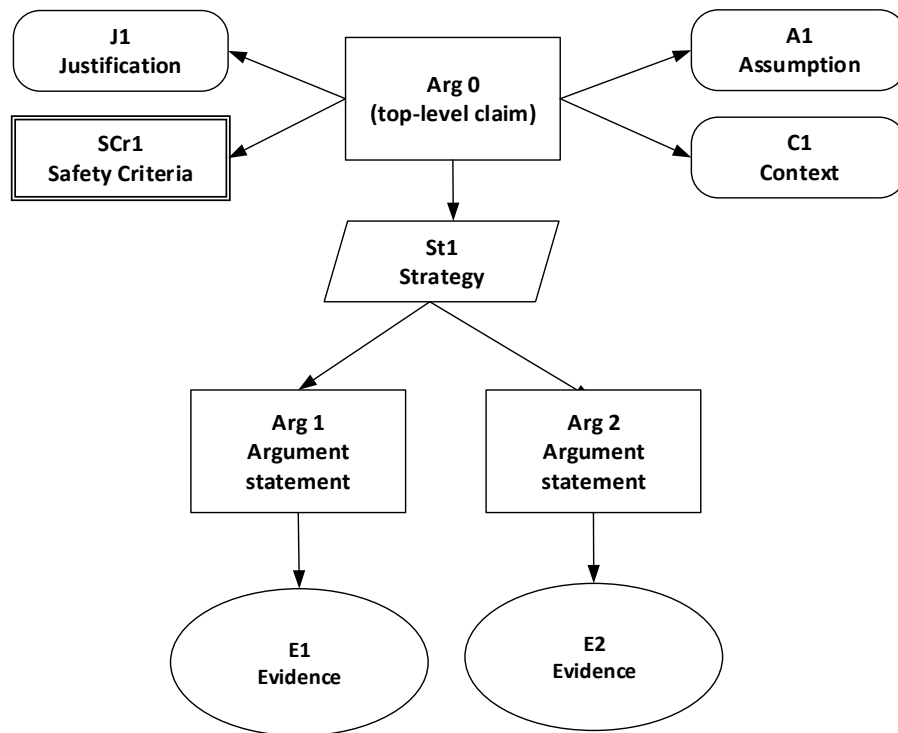 J1
Justification
Arg 0
(top-level claim)
A1
Assumption
SCr1
Safety Criteria
C1
Context
St1
Strategy
Arg 1
Argument
statement
Arg 2
Argument
statement
E1
Evidence
E2
Evidence